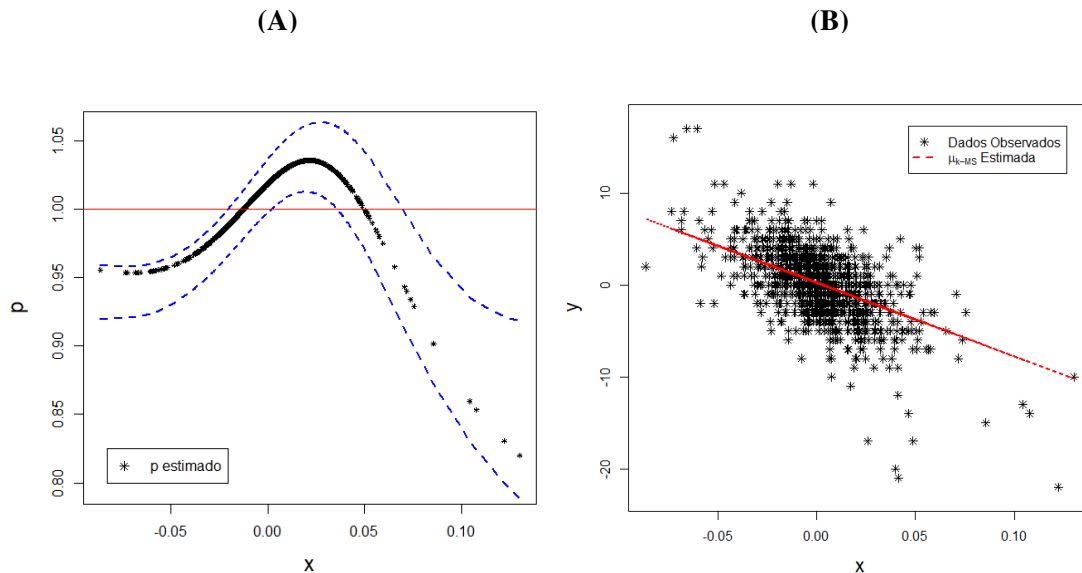 (A)
(B)
p
1.05
1.00
0.95
0.90
0.85
0.80
✳ p estimado
-0.05
0.00
0.05
0.10
x
y
10
0
-10
-20
✳ Dados Observados
μk−MS Estimada
-0.05
0.00
0.05
0.10
x